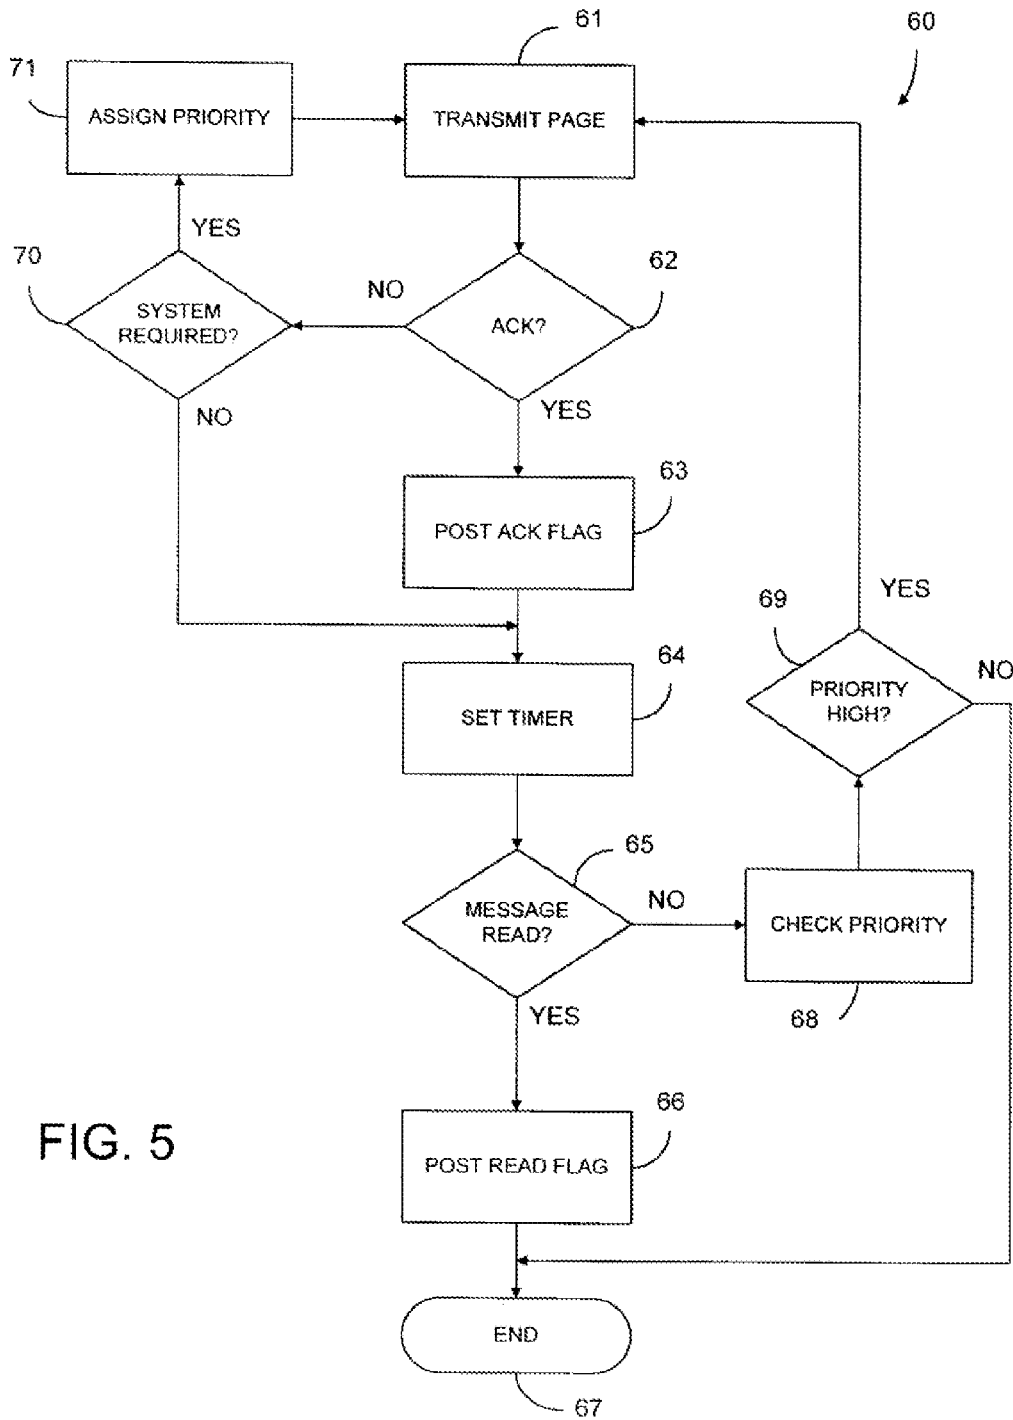 61
60
71
ASSIGN PRIORITY
TRANSMIT PAGE
YES
70
62
NO
SYSTEM
REQUIRED?
ACK?
NO
YES
63
POST ACK FLAG
YES
69
64
NO
PRIORITY
HIGH?
SET TIMER
65
NO
MESSAGE
READ?
CHECK PRIORITY
YES
68
66
FIG. 5
POST READ FLAG
END
67